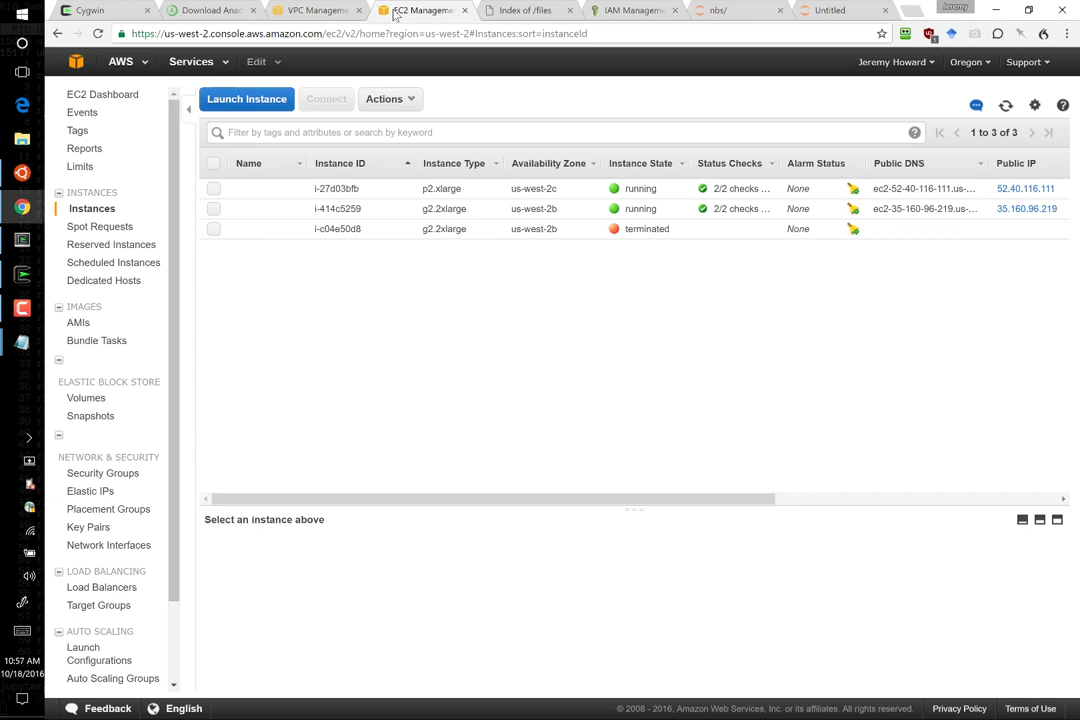 Cygwin
Download Anac
VPC Manageme
EC2 Manageme
Index of /files
IAM Managem
nbs/
Untitled
Jeremy
https://us-west-2.console.aws.amazon.com/ec2/v2/home?region=us-west-2#Instances:sort=instanceId
AWS Services Edit
Jeremy Howard Oregon Support
EC2 Dashboard
Events
Tags
Reports
Limits
INSTANCES
Instances
Spot Requests
Reserved Instances
Scheduled Instances
Dedicated Hosts
IMAGES
AMIs
Bundle Tasks
ELASTIC BLOCK STORE
Volumes
Snapshots
NETWORK & SECURITY
Security Groups
Elastic IPs
Placement Groups
Key Pairs
Network Interfaces
LOAD BALANCING
Load Balancers
Target Groups
AUTO SCALING
Launch
Configurations
Auto Scaling Groups
Launch Instance Connect Actions
Filter by tags and attributes or search by keyword
1 to 3 of 3
Name Instance ID Instance Type Availability Zone Instance State Status Checks Alarm Status Public DNS Public IP
i-27d03bfb p2.xlarge us-west-2c running 2/2 checks ... None ec2-52-40-116-111.us-... 52.40.116.111
i-414c5259 g2.2xlarge us-west-2b running 2/2 checks ... None ec2-35-160-96-219.us-... 35.160.96.219
i-c04e50d8 g2.2xlarge us-west-2b terminated None
Select an instance above
10:57 AM
10/18/2016
Feedback English
© 2008 - 2016, Amazon Web Services, Inc. or its affiliates. All rights reserved. Privacy Policy Terms of Use